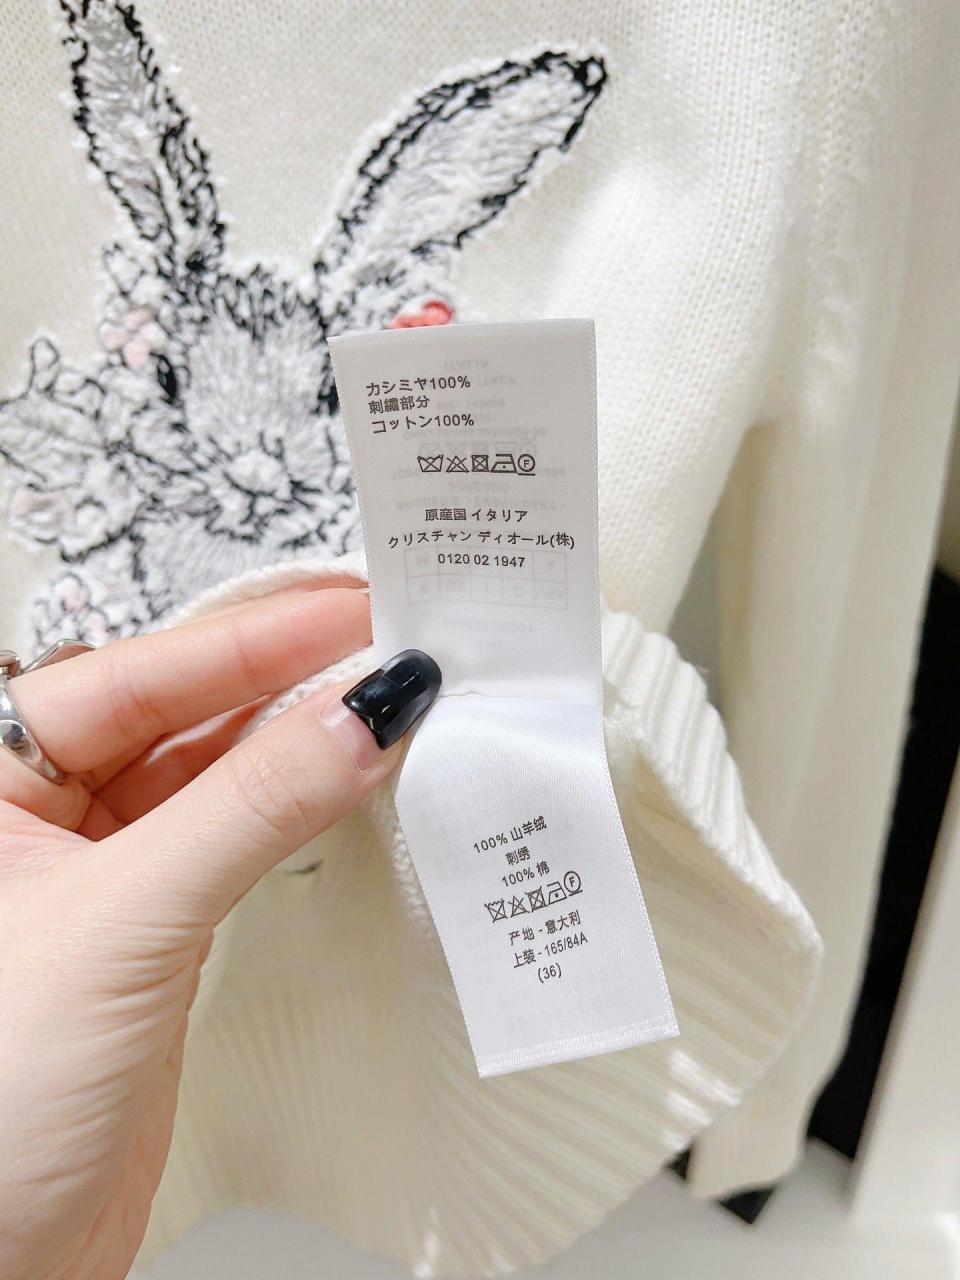 カシミヤ100%
刺繍部分
コットン100%
F
原産国 イタリア
クリスチャン ディオール(株)
0120 02 1947
100% 山羊绒
刺绣
100% 棉
F
产地 - 意大利
上装 - 165/84A
(36)